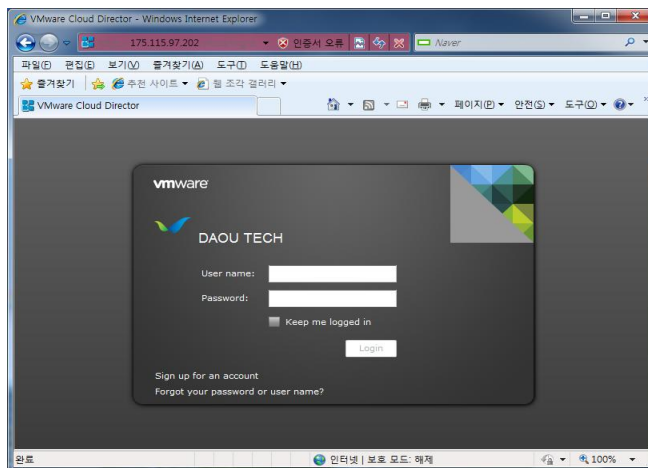 VMware Cloud Director - Windows Internet Explorer
175.115.97.202 인증서 오류 Naver
파일(F) 편집(E) 보기(V) 즐겨찾기(A) 도구(T) 도움말(H)
즐겨찾기 추천 사이트 웹 조각 갤러리
VMware Cloud Director 페이지(P) 안전(S) 도구(O)
vmware
DAOU TECH
User name:
Password:
Keep me logged in
Login
Sign up for an account
Forgot your password or user name?
완료 인터넷 | 보호 모드: 해제 100%